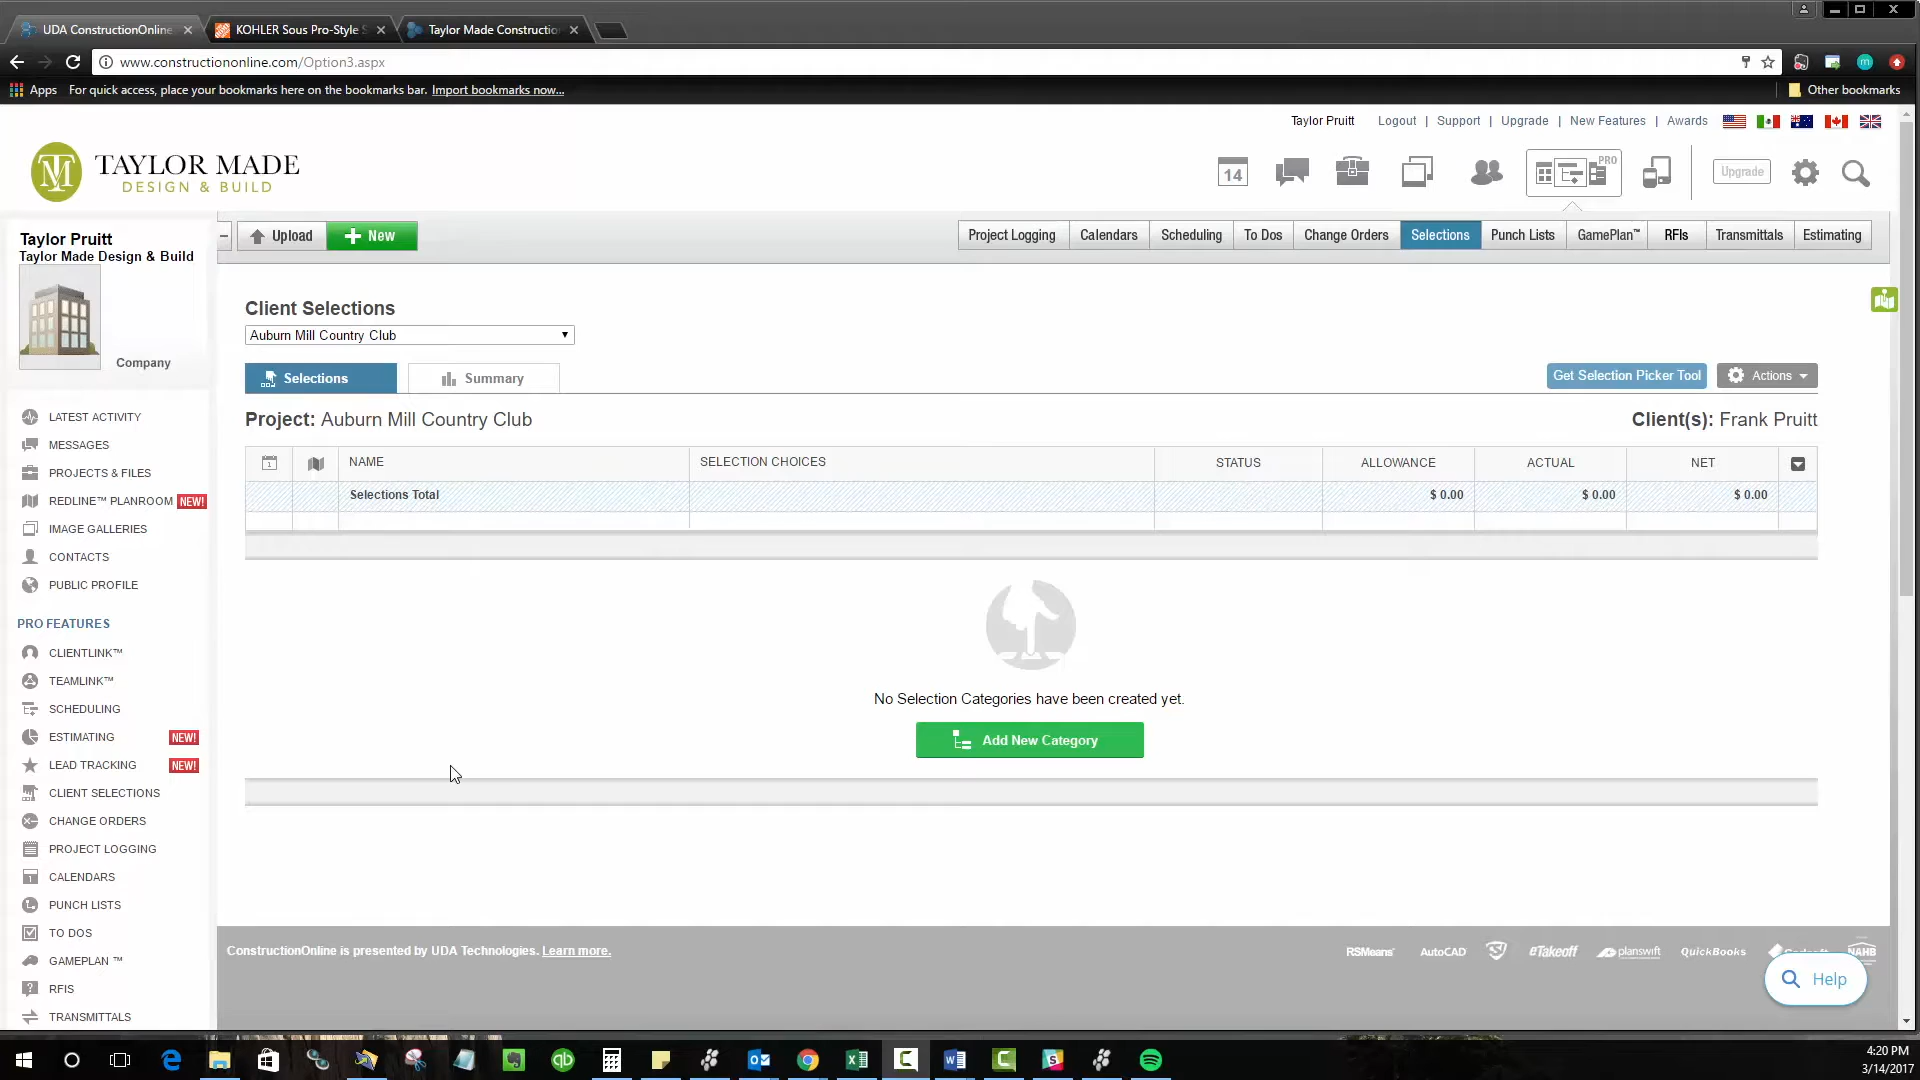 UDA ConstructionOnline
KOHLER Sous Pro-Style S
Taylor Made Constructio
www.constructiononline.com/Option3.aspx
Apps For quick access, place your bookmarks here on the bookmarks bar. Import bookmarks now...
Other bookmarks
Taylor Pruitt Logout | Support | Upgrade | New Features | Awards
TAYLOR MADE
DESIGN & BUILD
14
PRO
Upgrade
Taylor Pruitt
Taylor Made Design & Build
Company
Upload
New
Project Logging
Calendars
Scheduling
To Dos
Change Orders
Selections
Punch Lists
GamePlan™
RFIs
Transmittals
Estimating
Client Selections
Auburn Mill Country Club
Selections
Summary
Get Selection Picker Tool
Actions
Project: Auburn Mill Country Club
Client(s): Frank Pruitt
NAME SELECTION CHOICES STATUS ALLOWANCE ACTUAL NET
Selections Total $ 0.00 $ 0.00 $ 0.00
No Selection Categories have been created yet.
Add New Category
LATEST ACTIVITY
MESSAGES
PROJECTS & FILES
REDLINE™ PLANROOM NEW!
IMAGE GALLERIES
CONTACTS
PUBLIC PROFILE
PRO FEATURES
CLIENTLINK™
TEAMLINK™
SCHEDULING
ESTIMATING NEW!
LEAD TRACKING NEW!
CLIENT SELECTIONS
CHANGE ORDERS
PROJECT LOGGING
CALENDARS
PUNCH LISTS
TO DOS
GAMEPLAN ™
RFIS
TRANSMITTALS
ConstructionOnline is presented by UDA Technologies. Learn more.
RSMeans AutoCAD eTakeoff planswift QuickBooks NAHB
Help
4:20 PM
3/14/2017